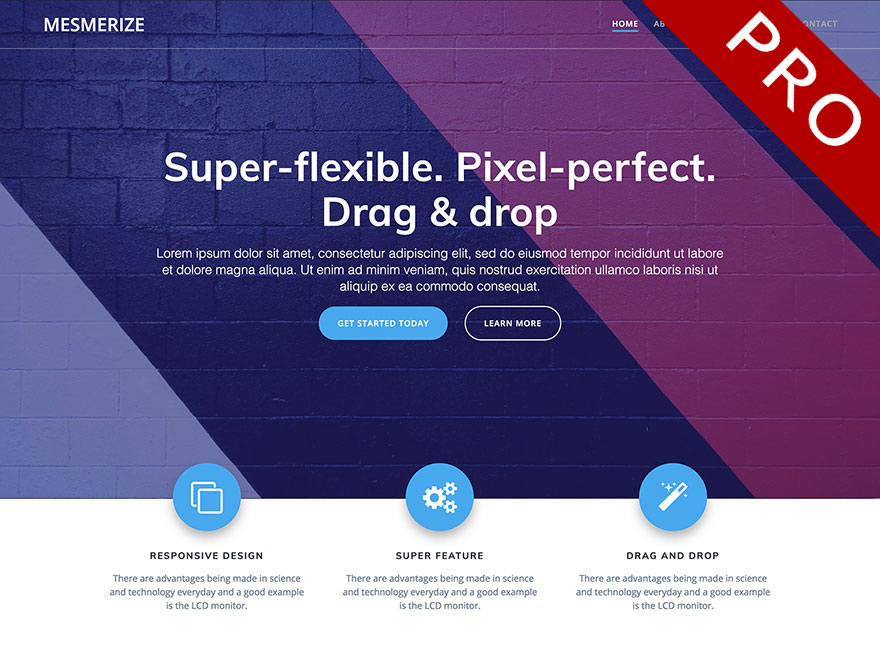 MESMERIZE
HOME
PRO
Super-flexible. Pixel-perfect.
Drag & drop
Lorem ipsum dolor sit amet, consectetur adipiscing elit, sed do eiusmod tempor incididunt ut labore
et dolore magna aliqua. Ut enim ad minim veniam, quis nostrud exercitation ullamco laboris nisi ut
aliquip ex ea commodo consequat.
GET STARTED TODAY
LEARN MORE
RESPONSIVE DESIGN
There are advantages being made in science
and technology everyday and a good example
is the LCD monitor.
SUPER FEATURE
There are advantages being made in science
and technology everyday and a good example
is the LCD monitor.
DRAG AND DROP
There are advantages being made in science
and technology everyday and a good example
is the LCD monitor.